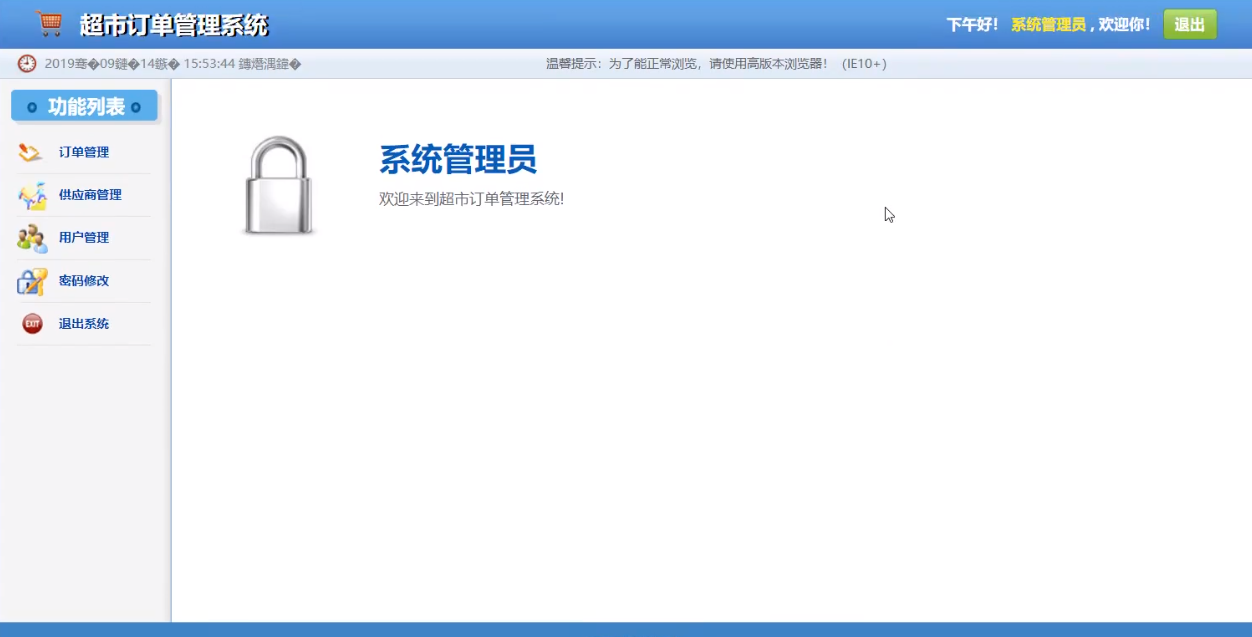 超市订单管理系统
下午好！ 系统管理员 , 欢迎你！ 退出
2019骞�09鏈�14鏃� 15:53:44 鏄熸湡鍏�
温馨提示：为了能正常浏览，请使用高版本浏览器！ (IE10+)
功能列表
订单管理
供应商管理
用户管理
密码修改
EXIT 退出系统
系统管理员
欢迎来到超市订单管理系统!